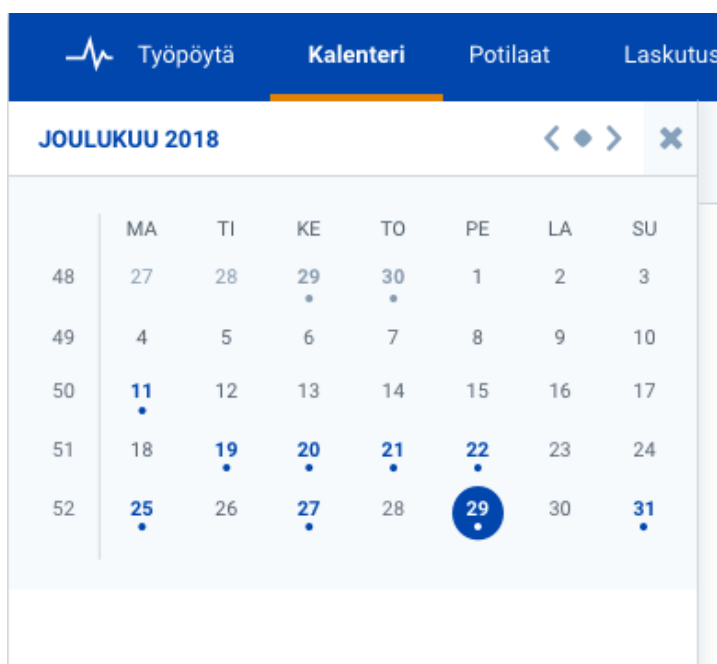 Työpöytä Kalenteri Potilaat Laskutus
JOULUKUU 2018
MA TI KE TO PE LA SU
48 27 28 29 30 1 2 3
49 4 5 6 7 8 9 10
50 11 12 13 14 15 16 17
51 18 19 20 21 22 23 24
52 25 26 27 28 29 30 31